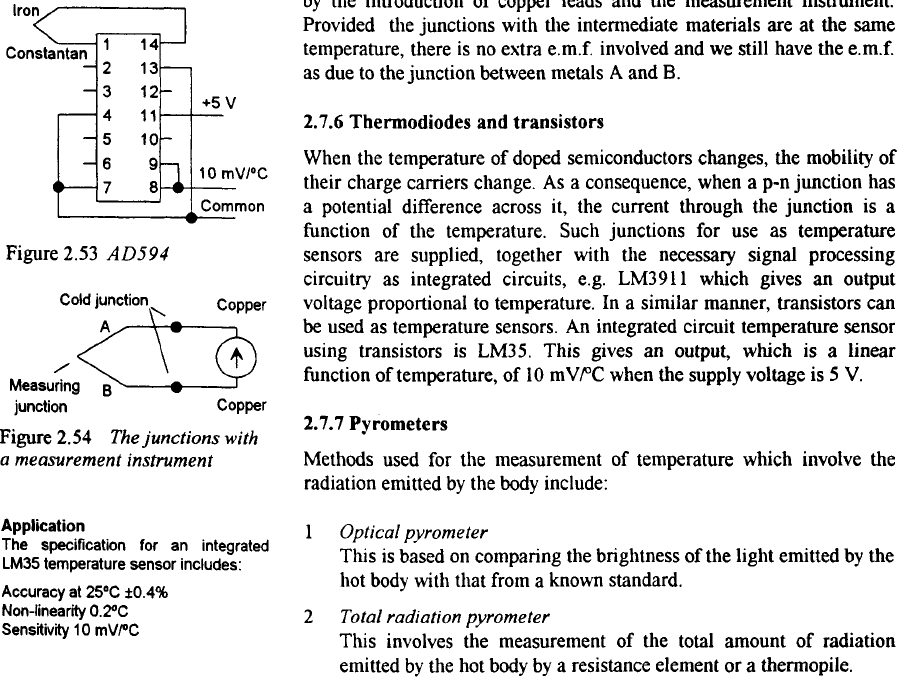 Iron
Constantan
1 14
2 13
3 12
4 11
5 10
6 9
7 8
+5 V
10 mV/°C
Common
Figure 2.53 AD594
Cold junction
Copper
A
Measuring
junction
B
Copper
Figure 2.54 The junctions with
a measurement instrument
Application
The specification for an integrated
LM35 temperature sensor includes:
Accuracy at 25°C ±0.4%
Non-linearity 0.2°C
Sensitivity 10 mV/°C
by the introduction of copper leads and the measurement instrument.
Provided the junctions with the intermediate materials are at the same
temperature, there is no extra e.m.f. involved and we still have the e.m.f.
as due to the junction between metals A and B.
2.7.6 Thermodiodes and transistors
When the temperature of doped semiconductors changes, the mobility of
their charge carriers change. As a consequence, when a p-n junction has
a potential difference across it, the current through the junction is a
function of the temperature. Such junctions for use as temperature
sensors are supplied, together with the necessary signal processing
circuitry as integrated circuits, e.g. LM3911 which gives an output
voltage proportional to temperature. In a similar manner, transistors can
be used as temperature sensors. An integrated circuit temperature sensor
using transistors is LM35. This gives an output, which is a linear
function of temperature, of 10 mV/°C when the supply voltage is 5 V.
2.7.7 Pyrometers
Methods used for the measurement of temperature which involve the
radiation emitted by the body include:
1 Optical pyrometer
This is based on comparing the brightness of the light emitted by the
hot body with that from a known standard.
2 Total radiation pyrometer
This involves the measurement of the total amount of radiation
emitted by the hot body by a resistance element or a thermopile.